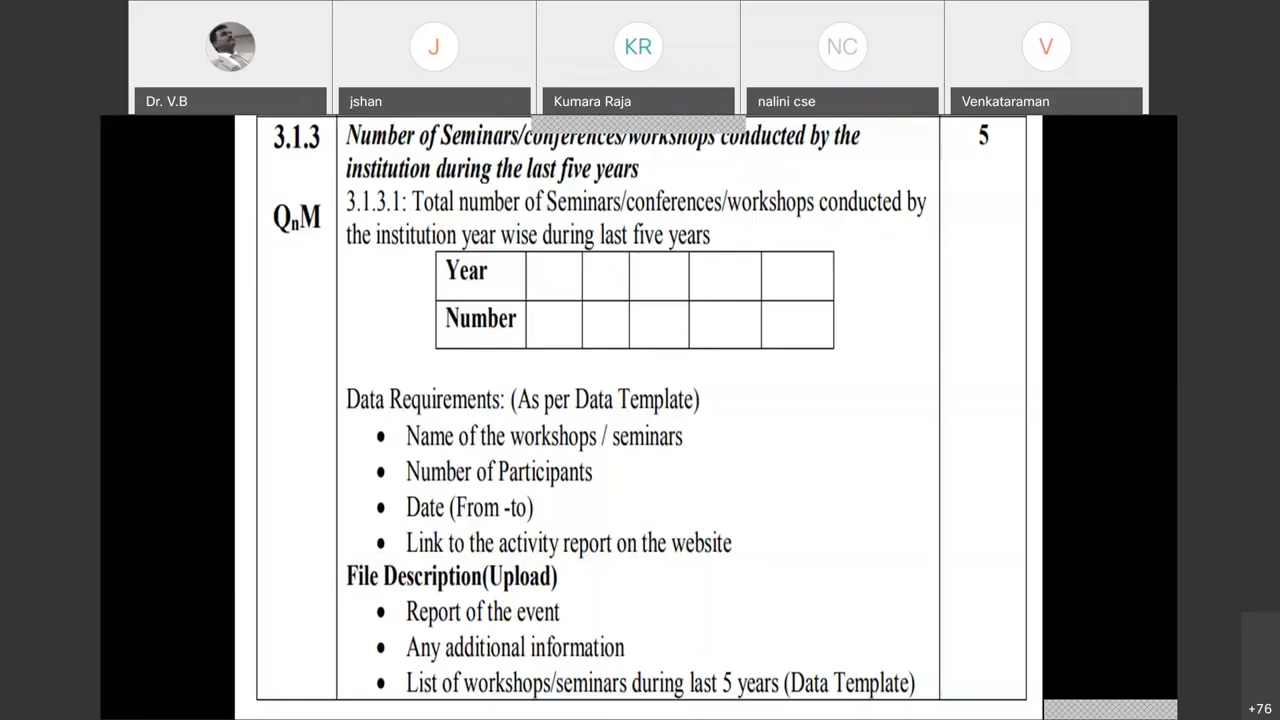 J
KR
NC
V
Dr. V.B
jshan
Kumara Raja
nalini cse
Venkataraman
3.1.3
Number of Seminars/conferences/workshops conducted by the
5
institution during the last five years
QnM
3.1.3.1: Total number of Seminars/conferences/workshops conducted by
the institution year wise during last five years
Year
Number
Data Requirements: (As per Data Template)
• Name of the workshops / seminars
• Number of Participants
• Date (From -to)
• Link to the activity report on the website
File Description(Upload)
• Report of the event
• Any additional information
• List of workshops/seminars during last 5 years (Data Template)
+76